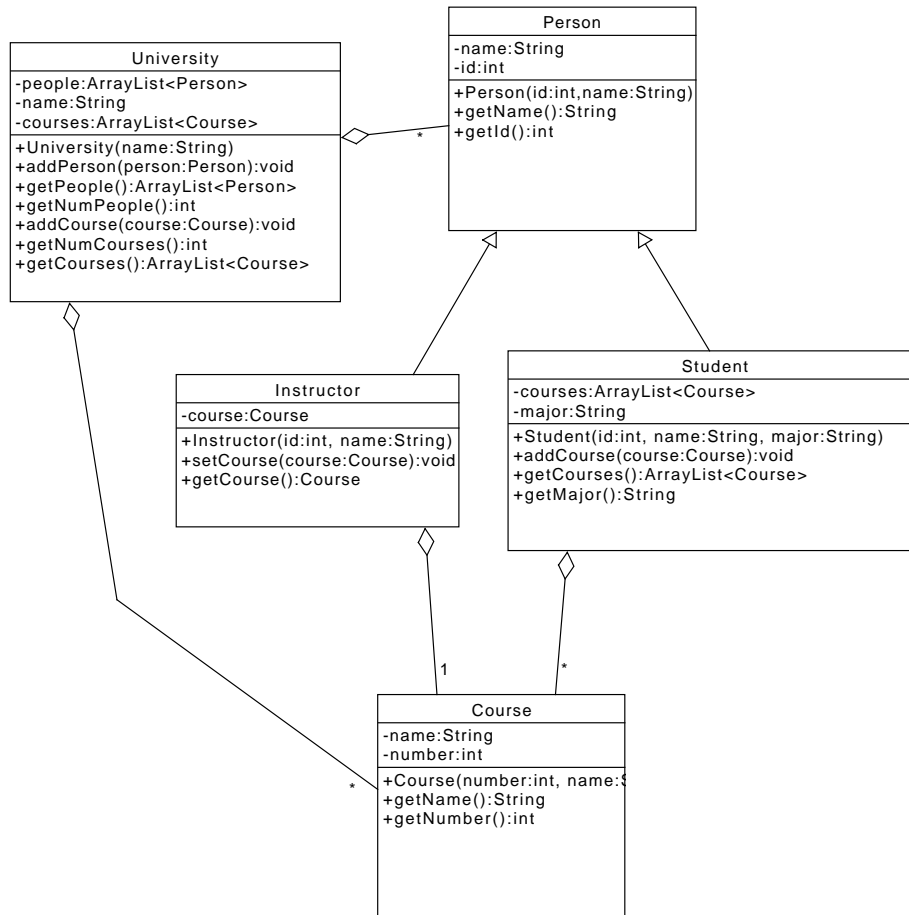 University
-people:ArrayList<Person>
-name:String
-courses:ArrayList<Course>
+University(name:String)
+addPerson(person:Person):void
+getPeople():ArrayList<Person>
+getNumPeople():int
+addCourse(course:Course):void
+getNumCourses():int
+getCourses():ArrayList<Course>
*
Person
-name:String
-id:int
+Person(id:int,name:String)
+getName():String
+getId():int
Instructor
-course:Course
+Instructor(id:int, name:String)
+setCourse(course:Course):void
+getCourse():Course
Student
-courses:ArrayList<Course>
-major:String
+Student(id:int, name:String, major:String)
+addCourse(course:Course):void
+getCourses():ArrayList<Course>
+getMajor():String
1
*
*
Course
-name:String
-number:int
+Course(number:int, name:S
+getName():String
+getNumber():int